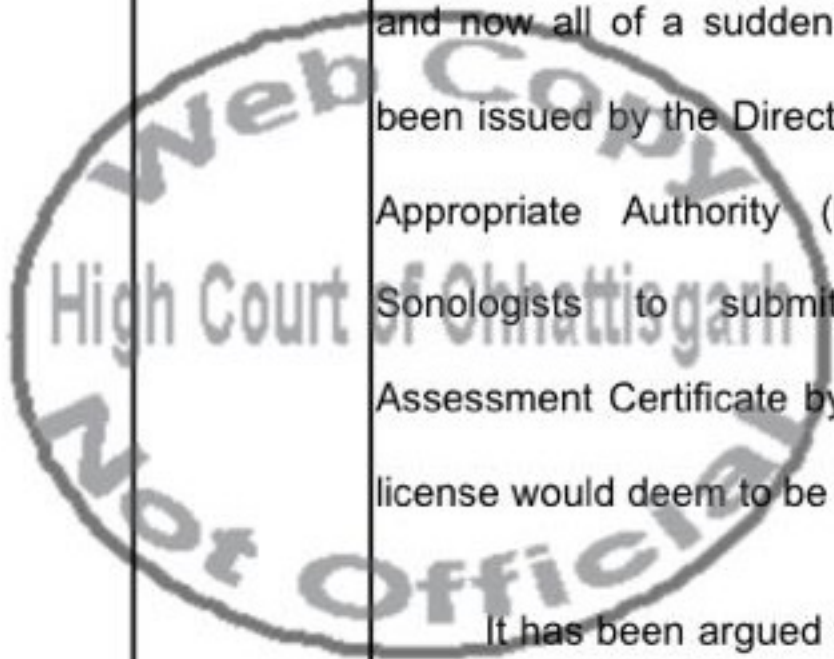 and now all of a sudden
been issued by the Direct
Appropriate Authority (
Sonologists to submit
Assessment Certificate by
license would deem to be
It has been argued
Web Copy
High Court of Chhattisgarh
Not Official